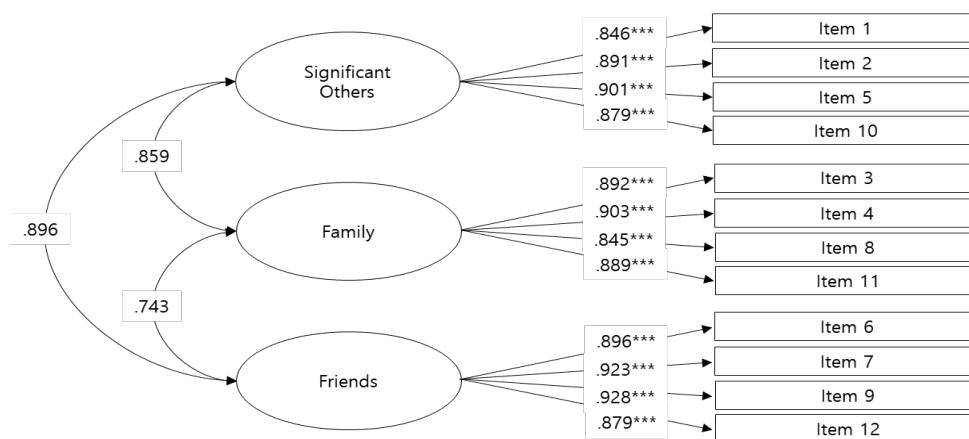 Significant
Others
.846***
.891***
.901***
.879***
Item 1
Item 2
Item 5
Item 10
.859
.896
Family
.892***
.903***
.845***
.889***
Item 3
Item 4
Item 8
Item 11
.743
Friends
.896***
.923***
.928***
.879***
Item 6
Item 7
Item 9
Item 12